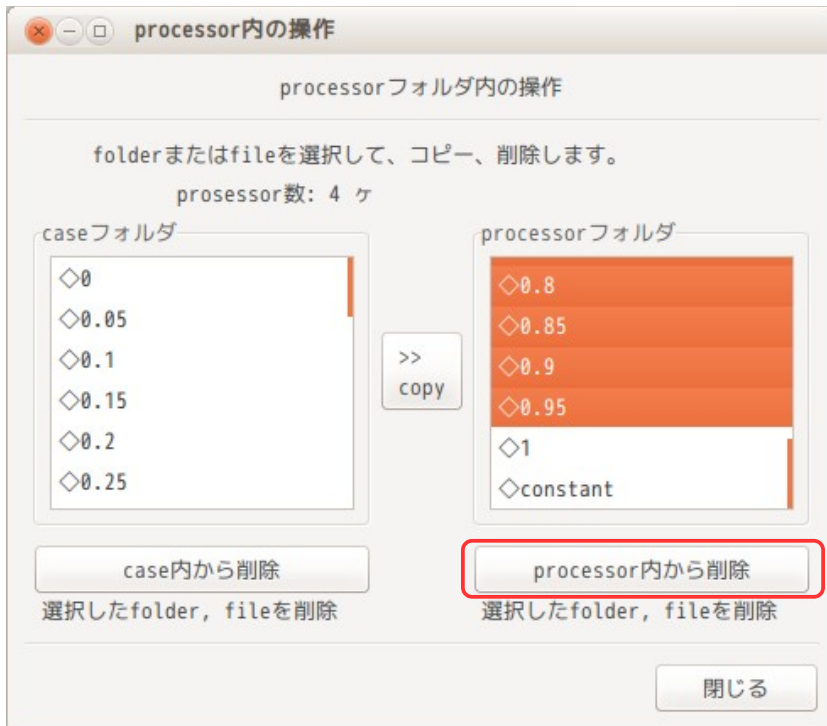 processor内の操作
processorフォルダ内の操作
folderまたはfileを選択して、コピー、削除します。
prosessor数: 4 ヶ
caseフォルダ
◇0
◇0.05
◇0.1
◇0.15
◇0.2
◇0.25
>>
copy
processorフォルダ
◇0.8
◇0.85
◇0.9
◇0.95
◇1
◇constant
case内から削除
選択したfolder, fileを削除
processor内から削除
選択したfolder, fileを削除
閉じる